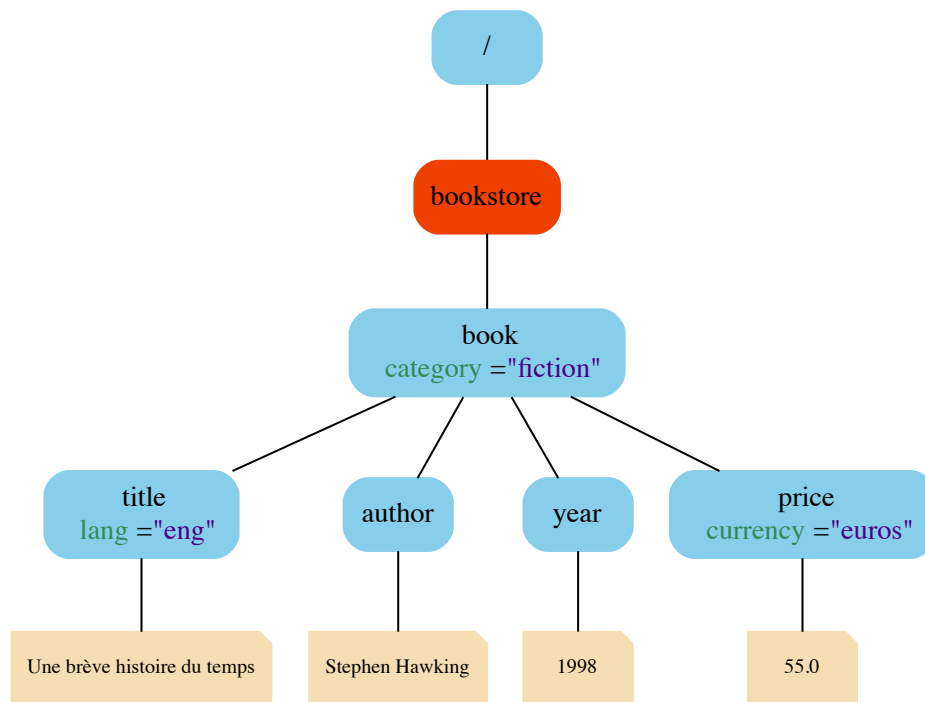 /
bookstore
book
category ="fiction"
title
lang ="eng"
author
year
price
currency ="euros"
Une brève histoire du temps
Stephen Hawking
1998
55.0